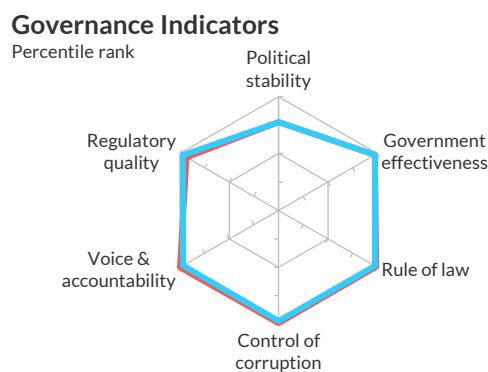 Governance Indicators
Percentile rank
Political
stability
Regulatory
quality
Government
effectiveness
Voice &
accountability
Rule of law
Control of
corruption